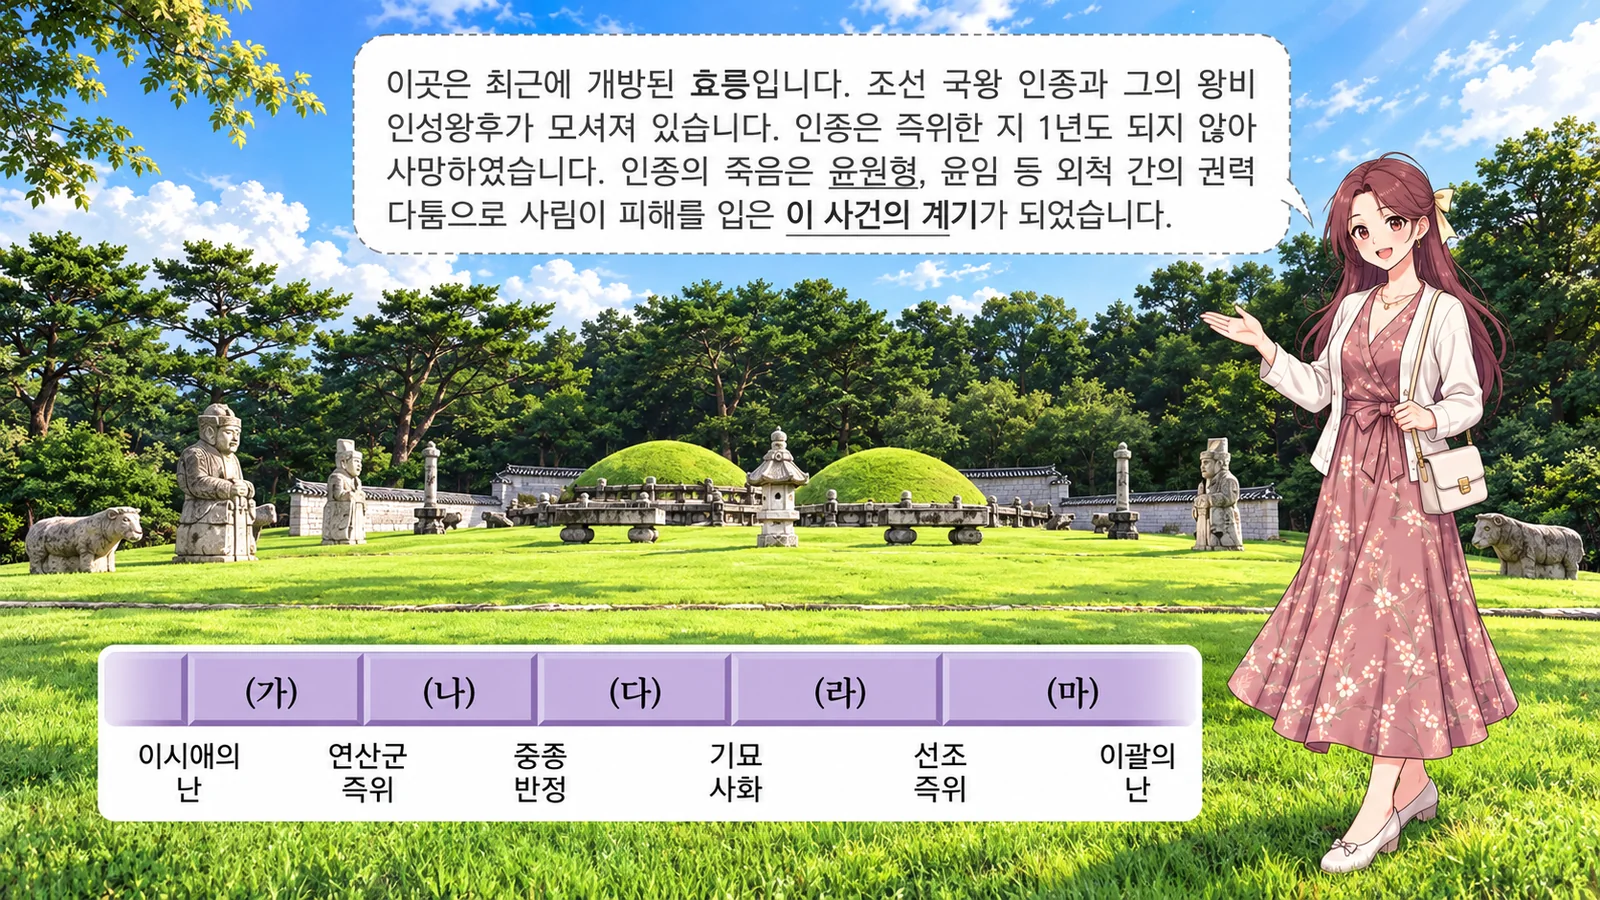 이곳은 최근에 개방된 효릉입니다. 조선 국왕 인종과 그의 왕비
인성왕후가 모셔져 있습니다. 인종은 즉위한 지 1년도 되지 않아
사망하였습니다. 인종의 죽음은 윤원형, 윤임 등 외척 간의 권력
다툼으로 사림이 피해를 입은 이 사건의 계기가 되었습니다.
(가) (나) (다) (라) (마)
이시애의 연산군 중종 기묘 선조 이괄의
난 즉위 반정 사화 즉위 난